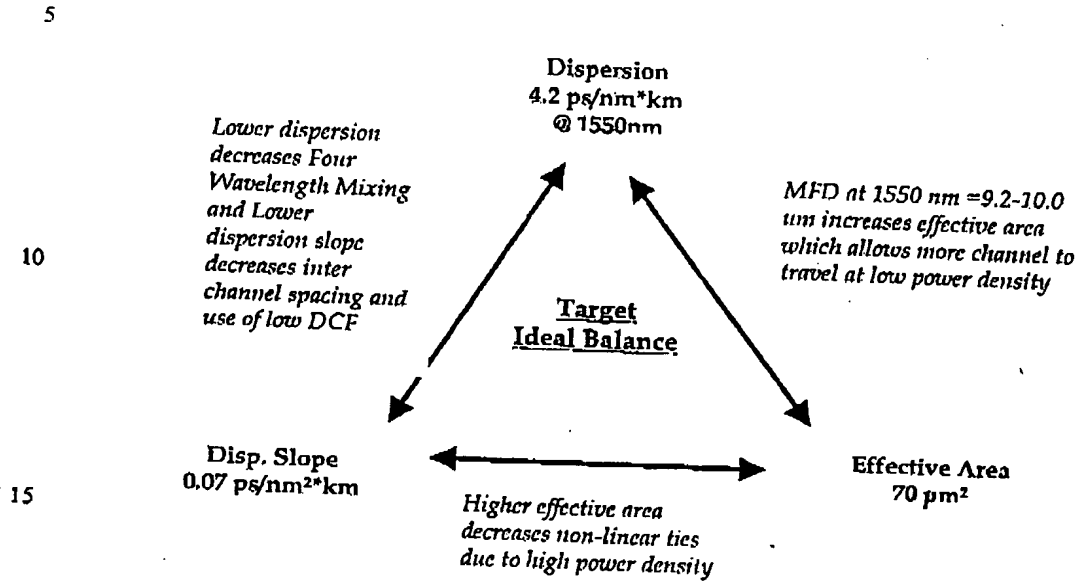 5
Dispersion
4.2 ps/nm*km
@ 1550nm
Lower dispersion
decreases Four
Wavelength Mixing
and Lower
dispersion slope
decreases inter
channel spacing and
use of low DCF
MFD at 1550 nm =9.2-10.0
um increases effective area
which allows more channel to
travel at low power density
10
Target
Ideal Balance
Disp. Slope
0.07 ps/nm²*km
Effective Area
70 µm²
15
Higher effective area
decreases non-linear ties
due to high power density